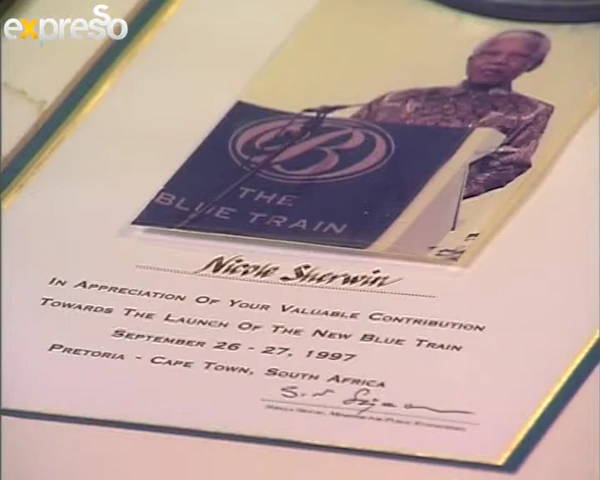 expresso
THE
BLUE TRAIN
Nicole Sherwin
IN APPRECIATION OF YOUR VALUABLE CONTRIBUTION
TOWARDS THE LAUNCH OF THE NEW BLUE TRAIN
SEPTEMBER 26 - 27, 1997
PRETORIA - CAPE TOWN, SOUTH AFRICA